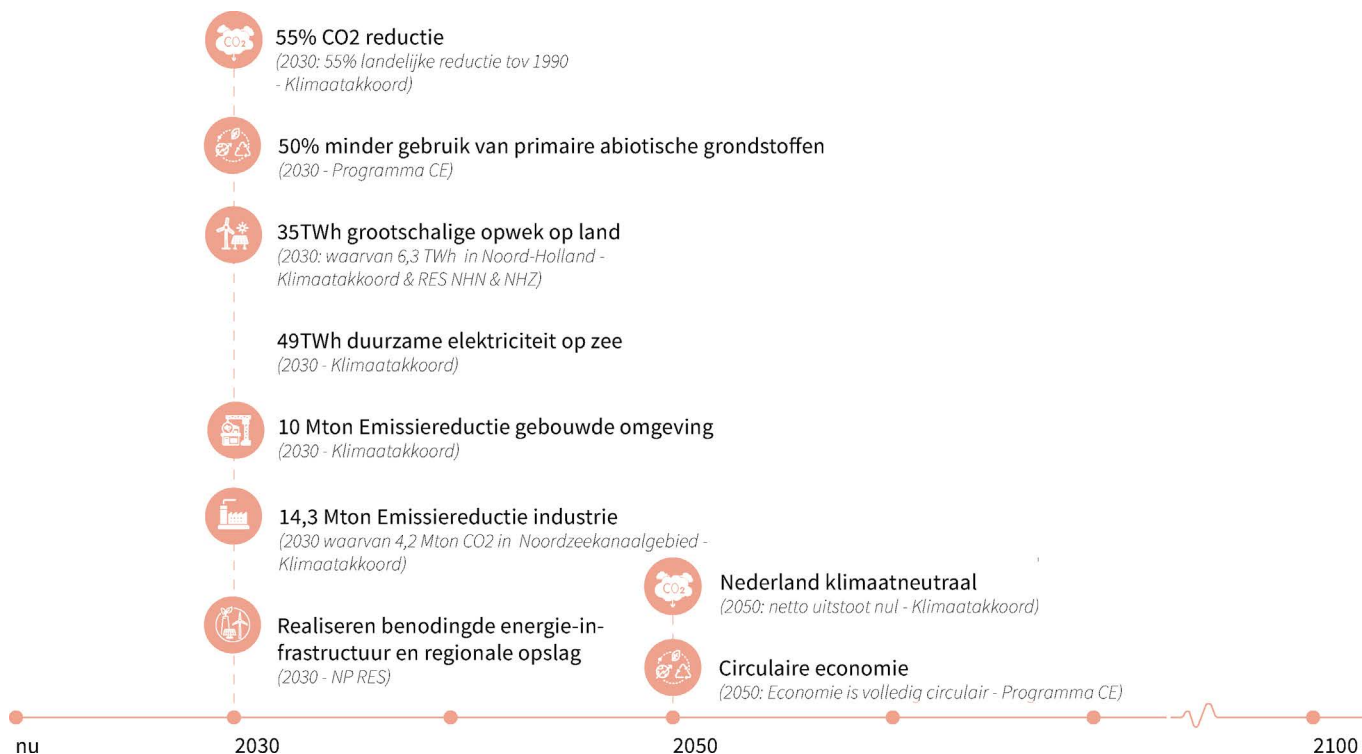 55% CO2 reductie
(2030: 55% landelijke reductie tov 1990
- Klimaatakkoord)
50% minder gebruik van primaire abiotische grondstoffen
(2030 - Programma CE)
35TWh grootschalige opwek op land
(2030: waarvan 6,3 TWh in Noord-Holland -
Klimaatakkoord & RES NHN & NHZ)
49TWh duurzame elektriciteit op zee
(2030 - Klimaatakkoord)
10 Mton Emissiereductie gebouwde omgeving
(2030 - Klimaatakkoord)
14,3 Mton Emissiereductie industrie
(2030 waarvan 4,2 Mton CO2 in Noordzeekanaalgebied -
Klimaatakkoord)
Realiseren benodingde energie-in-
frastructuur en regionale opslag
(2030 - NP RES)
CO₂
CO₂
Nederland klimaatneutraal
(2050: netto uitstoot nul - Klimaatakkoord)
Circulaire economie
(2050: Economie is volledig circulair - Programma CE)
nu
2030
2050
2100